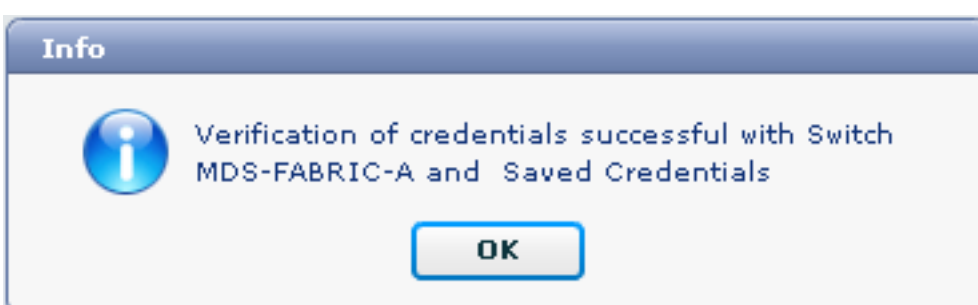 Info
Verification of credentials successful with Switch
MDS-FABRIC-A and  Saved Credentials
OK